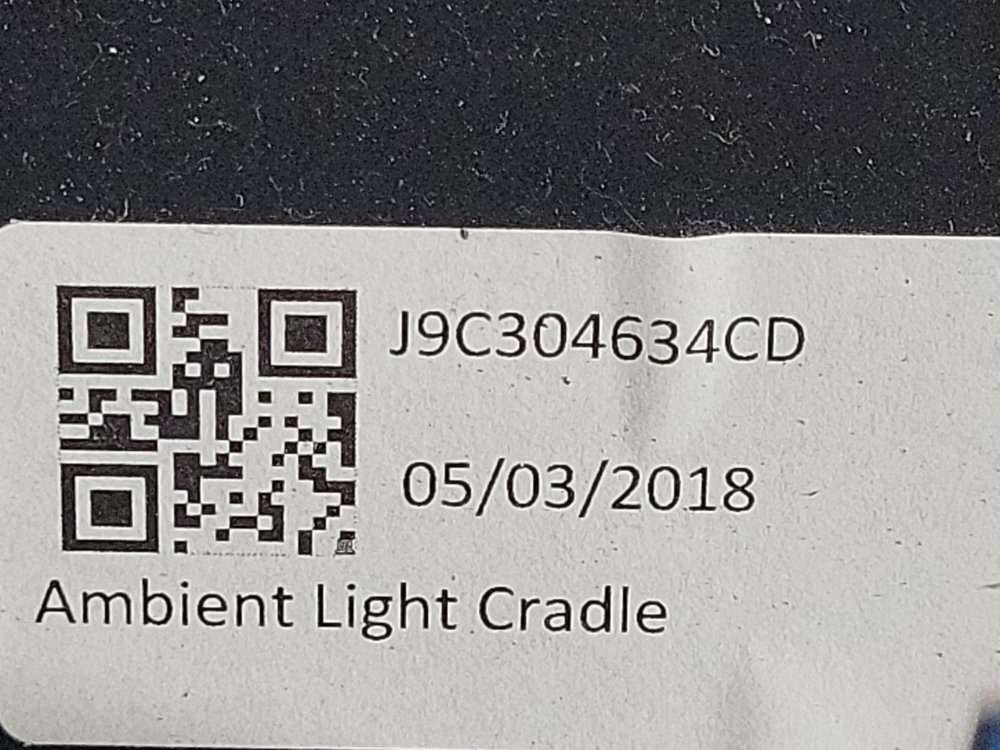 J9C304634CD
05/03/2018
Ambient Light Cradle